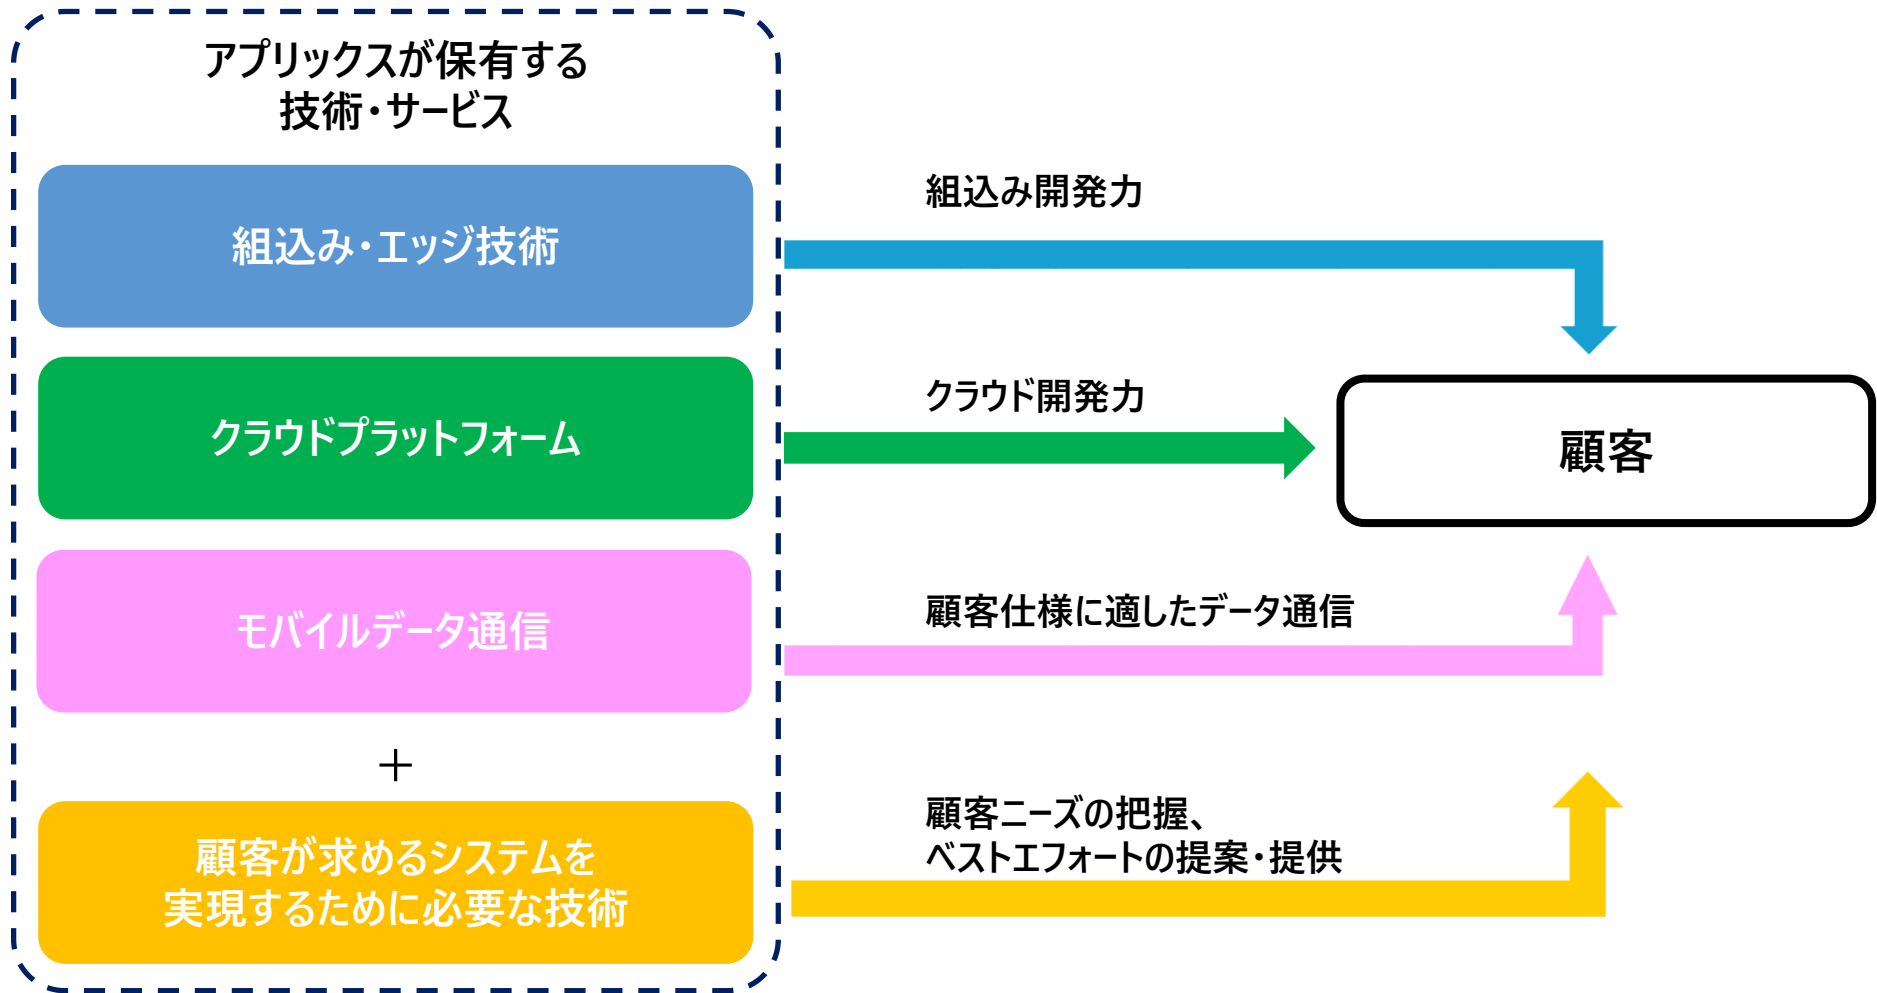 アプリックスが保有する
技術・サービス
組込み・エッジ技術
クラウドプラットフォーム
モバイルデータ通信
＋
顧客が求めるシステムを
実現するために必要な技術
組込み開発力
クラウド開発力
顧客仕様に適したデータ通信
顧客ニーズの把握、
ベストエフォートの提案・提供
顧客